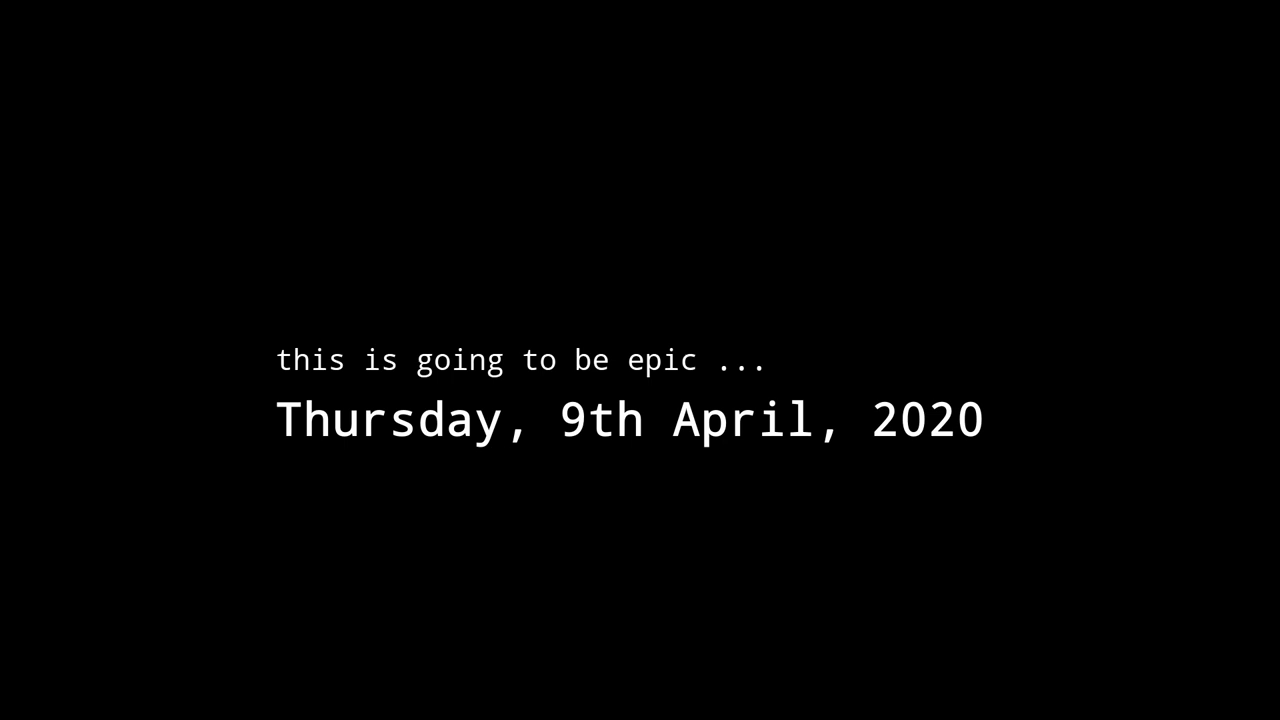 this is going to be epic ...
Thursday, 9th April, 2020